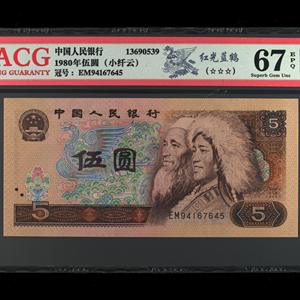 ACG
NG GUARANTY
中国人民银行 13690539
1980年伍圆（小纤云）
冠号：EM94167645
红光蓝鹤
(☆☆☆)
67 EPQ
Superb Gem Unc
中国人民银行
5
伍圆
5
5
EM94167645